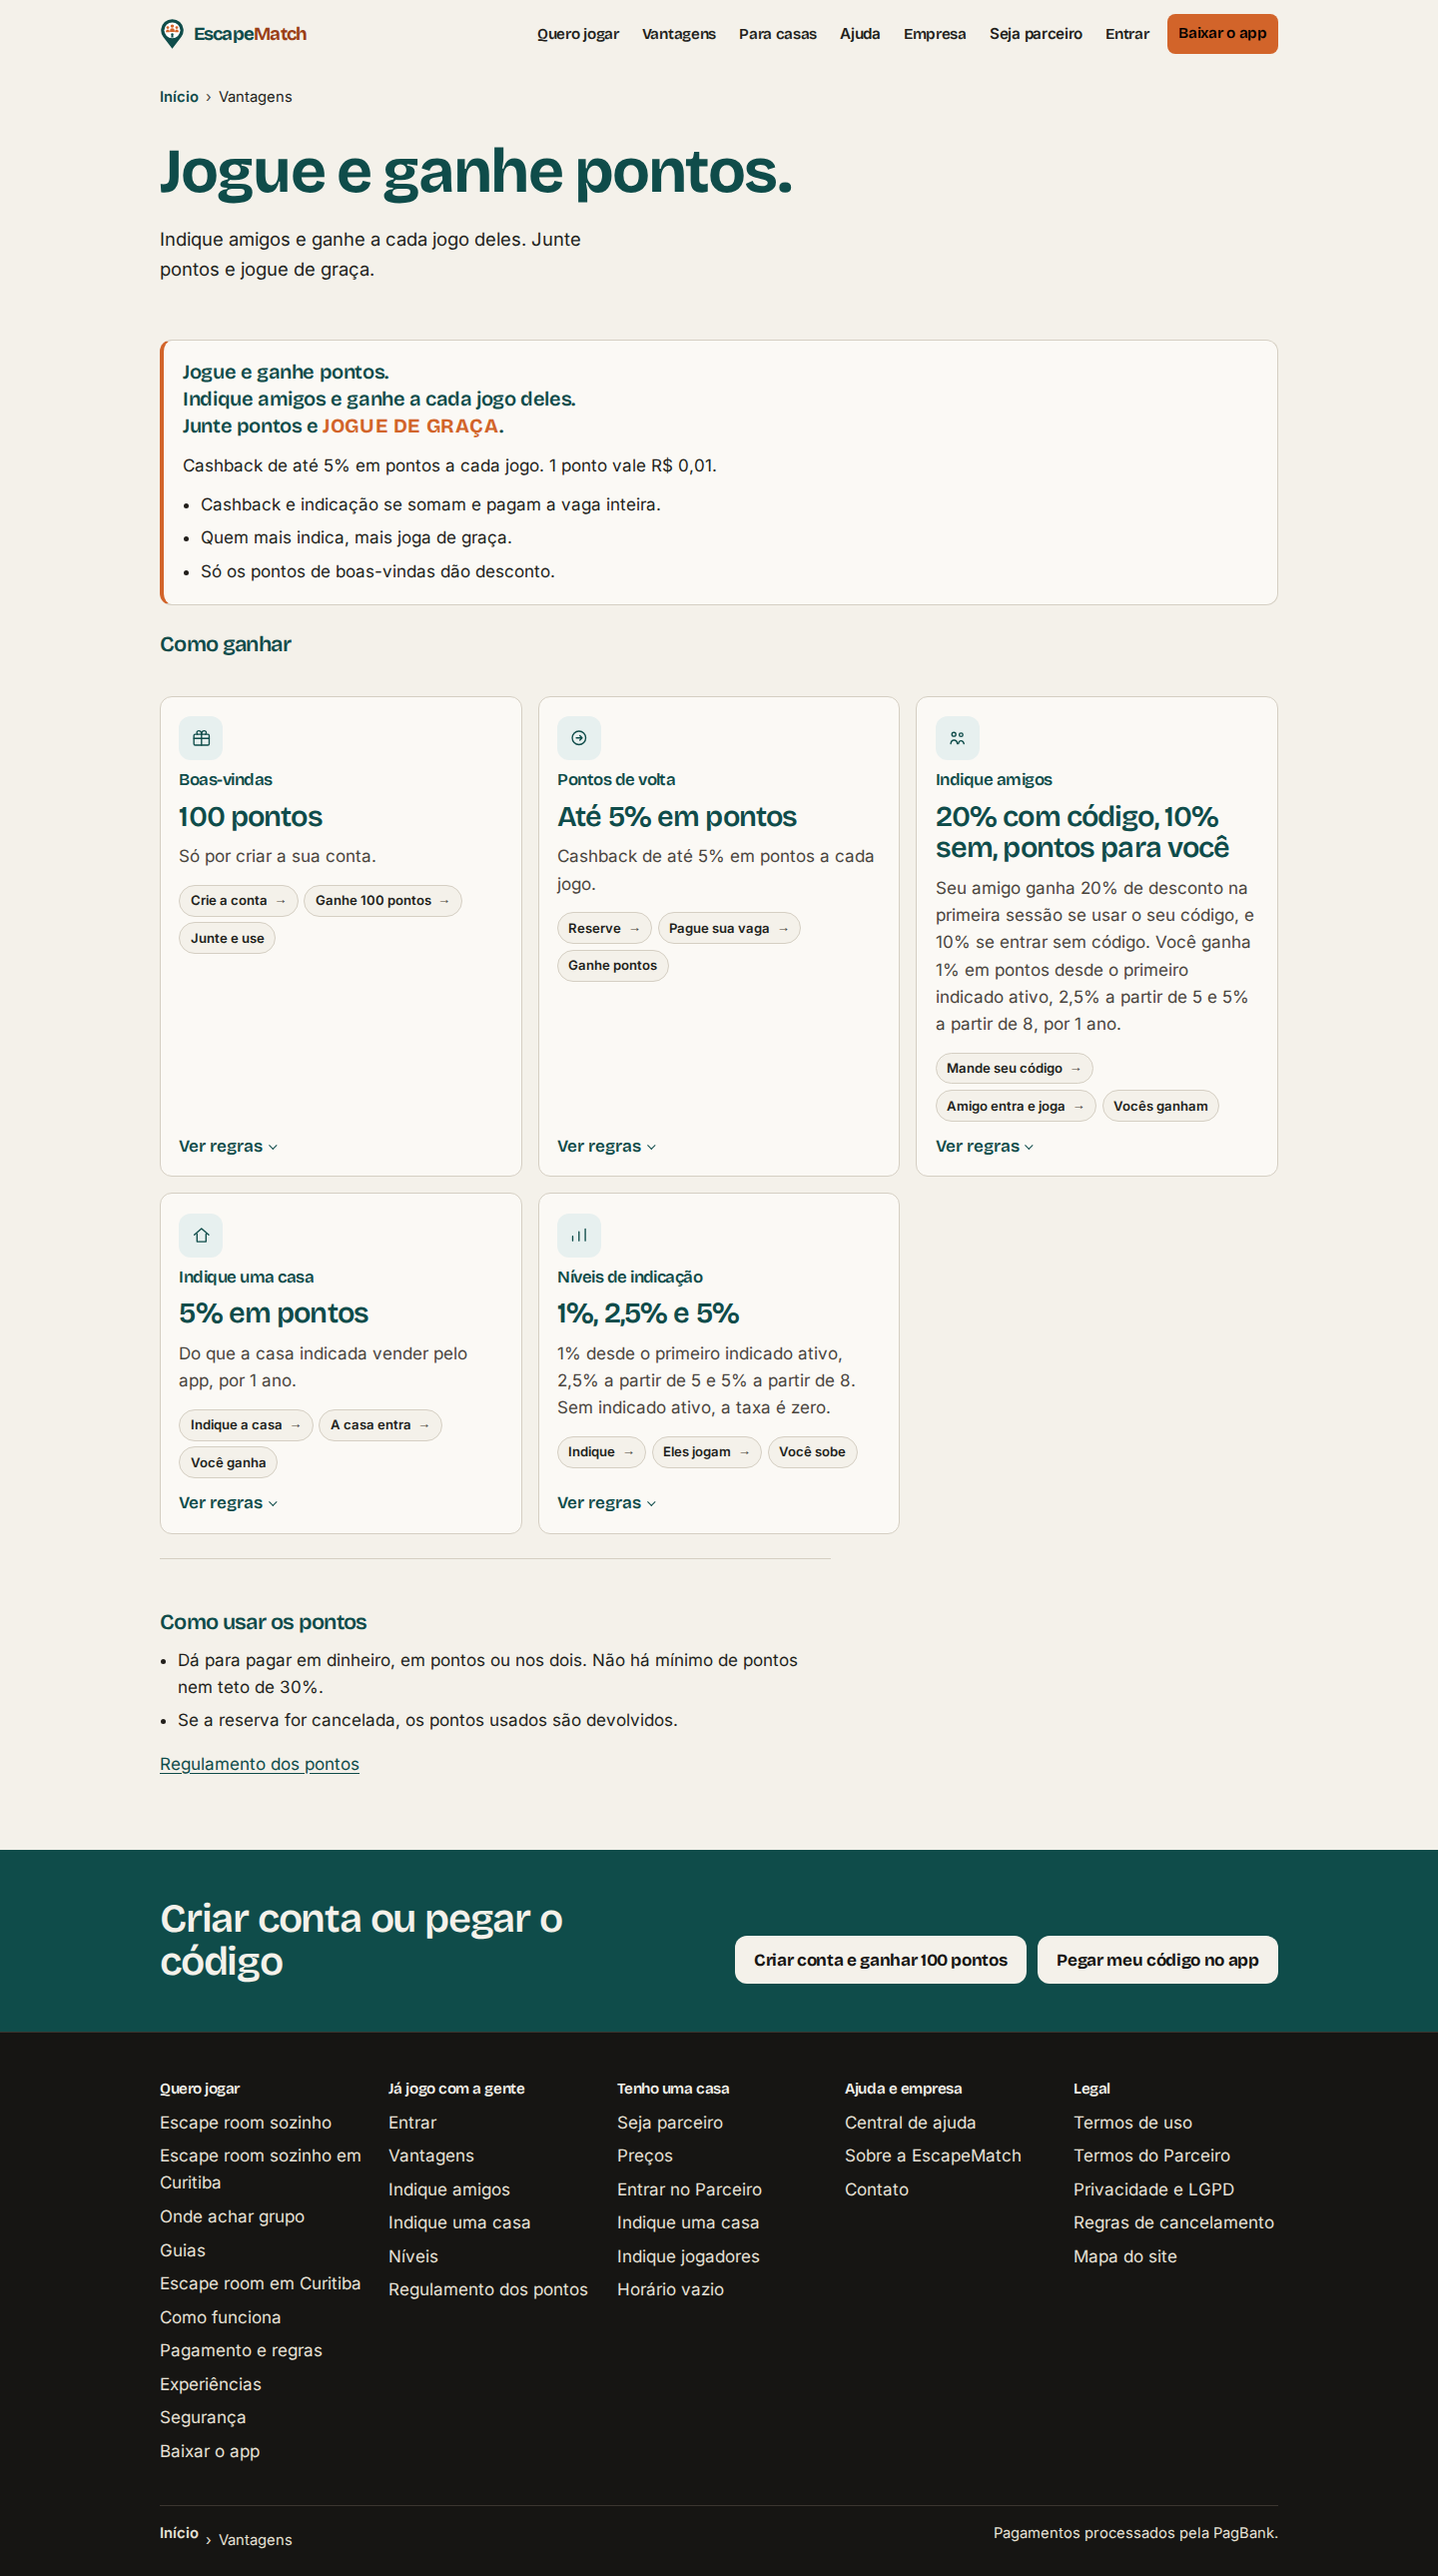 EscapeMatch
Quero jogar
Vantagens
Para casas
Ajuda
Empresa
Seja parceiro
Entrar
Baixar o app
Início › Vantagens
Jogue e ganhe pontos.
Indique amigos e ganhe a cada jogo deles. Junte
pontos e jogue de graça.
Jogue e ganhe pontos.
Indique amigos e ganhe a cada jogo deles.
Junte pontos e JOGUE DE GRAÇA.
Cashback de até 5% em pontos a cada jogo. 1 ponto vale R$ 0,01.
• Cashback e indicação se somam e pagam a vaga inteira.
• Quem mais indica, mais joga de graça.
• Só os pontos de boas-vindas dão desconto.
Como ganhar
Boas-vindas
100 pontos
Só por criar a sua conta.
Crie a conta →
Ganhe 100 pontos →
Junte e use
Ver regras
Pontos de volta
Até 5% em pontos
Cashback de até 5% em pontos a cada
jogo.
Reserve →
Pague sua vaga →
Ganhe pontos
Ver regras
Indique amigos
20% com código, 10%
sem, pontos para você
Seu amigo ganha 20% de desconto na
primeira sessão se usar o seu código, e
10% se entrar sem código. Você ganha
1% em pontos desde o primeiro
indicado ativo, 2,5% a partir de 5 e 5%
a partir de 8, por 1 ano.
Mande seu código →
Amigo entra e joga →
Vocês ganham
Ver regras
Indique uma casa
5% em pontos
Do que a casa indicada vender pelo
app, por 1 ano.
Indique a casa →
A casa entra →
Você ganha
Ver regras
Níveis de indicação
1%, 2,5% e 5%
1% desde o primeiro indicado ativo,
2,5% a partir de 5 e 5% a partir de 8.
Sem indicado ativo, a taxa é zero.
Indique →
Eles jogam →
Você sobe
Ver regras
Como usar os pontos
• Dá para pagar em dinheiro, em pontos ou nos dois. Não há mínimo de pontos
nem teto de 30%.
• Se a reserva for cancelada, os pontos usados são devolvidos.
Regulamento dos pontos
Criar conta ou pegar o
código
Criar conta e ganhar 100 pontos
Pegar meu código no app
Quero jogar
Escape room sozinho
Escape room sozinho em
Curitiba
Onde achar grupo
Guias
Escape room em Curitiba
Como funciona
Pagamento e regras
Experiências
Segurança
Baixar o app
Já jogo com a gente
Entrar
Vantagens
Indique amigos
Indique uma casa
Níveis
Regulamento dos pontos
Tenho uma casa
Seja parceiro
Preços
Entrar no Parceiro
Indique uma casa
Indique jogadores
Horário vazio
Ajuda e empresa
Central de ajuda
Sobre a EscapeMatch
Contato
Legal
Termos de uso
Termos do Parceiro
Privacidade e LGPD
Regras de cancelamento
Mapa do site
Início › Vantagens
Pagamentos processados pela PagBank.